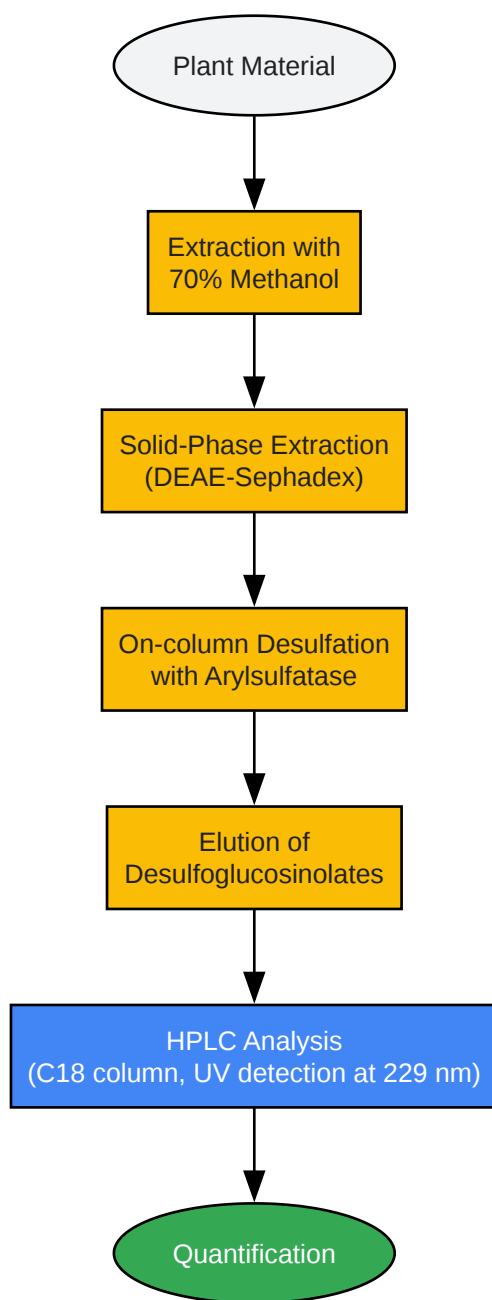 Plant Material
Extraction with
70% Methanol
Solid-Phase Extraction
(DEAE-Sephadex)
On-column Desulfation
with Arylsulfatase
Elution of
Desulfoglucosinolates
HPLC Analysis
(C18 column, UV detection at 229 nm)
Quantification